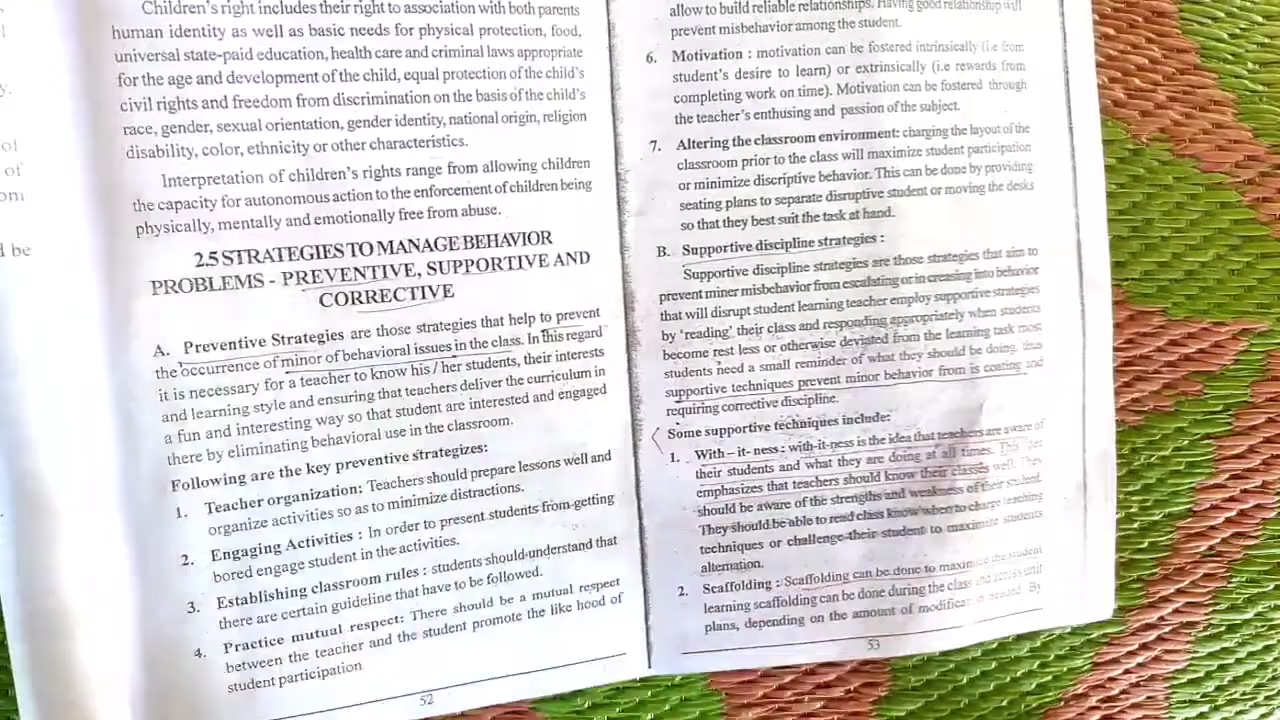 y.
of
of
om
d be
Children's right includes their right to association with both parents
human identity as well as basic needs for physical protection, food,
universal state-paid education, health care and criminal laws appropriate
for the age and development of the child, equal protection of the child's
civil rights and freedom from discrimination on the basis of the child's
race, gender, sexual orientation, gender identity, national origin, religion
disability, color, ethnicity or other characteristics.
Interpretation of children's rights range from allowing children
the capacity for autonomous action to the enforcement of children being
physically, mentally and emotionally free from abuse.
2.5 STRATEGIES TO MANAGE BEHAVIOR
PROBLEMS - PREVENTIVE, SUPPORTIVE AND
CORRECTIVE
A. Preventive Strategies are those strategies that help to prevent
the occurrence of minor of behavioral issues in the class. In this regard
it is necessary for a teacher to know his / her students, their interests
and learning style and ensuring that teachers deliver the curriculum in
a fun and interesting way so that student are interested and engaged
there by eliminating behavioral use in the classroom.
Following are the key preventive strategizes:
1. Teacher organization: Teachers should prepare lessons well and
organize activities so as to minimize distractions.
2. Engaging Activities : In order to present students from getting
bored engege student in the activities.
3. Establishing classroom rules : students should understand that
there are certain guideline that have to be followed.
4. Practice mutual respect: There should be a mutual respect
between the teacher and the student promote the like hood of
student participation
52
allow to build reliable relationships. Having good relationship will
prevent misbehavior among the student.
6. Motivation : motivation can be fostered intrinsically (i.e from
student's desire to learn) or extrinsically (i.e rewards from
completing work on time). Motivation can be fostered through
the teacher's enthusing and passion of the subject.
7. Altering the classroom environment: charging the layout of the
classroom prior to the class will maximize student participation
or minimize discriptive behavior. This can be done by providing
seating plans to separate disruptive student or moving the desks
so that they best suit the task at hand.
B. Supportive discipline strategies :
Supportive discipline strategies are those strategies that aim to
prevent miner misbehavior from escalating or in creasing into behavior
that will disrupt student learning teacher employ supportive strategies
by 'reading' their class and responding appropriately when students
become rest less or otherwise deviated from the learning task most
students need a small reminder of what they should be doing, thus
supportive techniques prevent minor behavior from is coating and
requiring corrective discipline.
Some supportive techniques include:
1. With – it- ness : with-it-ness is the idea that teachers are aware of
their students and what they are doing at all times. This
emphasizes that teachers should know their classes well. They
should be aware of the strengths and weakness of their student.
They should be able to read class know when to charge teaching
techniques or challenge their student to maximize students
alternation.
2. Scaffolding : Scaffolding can be done to maximize the student
learning scaffolding can be done during the class and across unit
plans, depending on the amount of needed. By
53